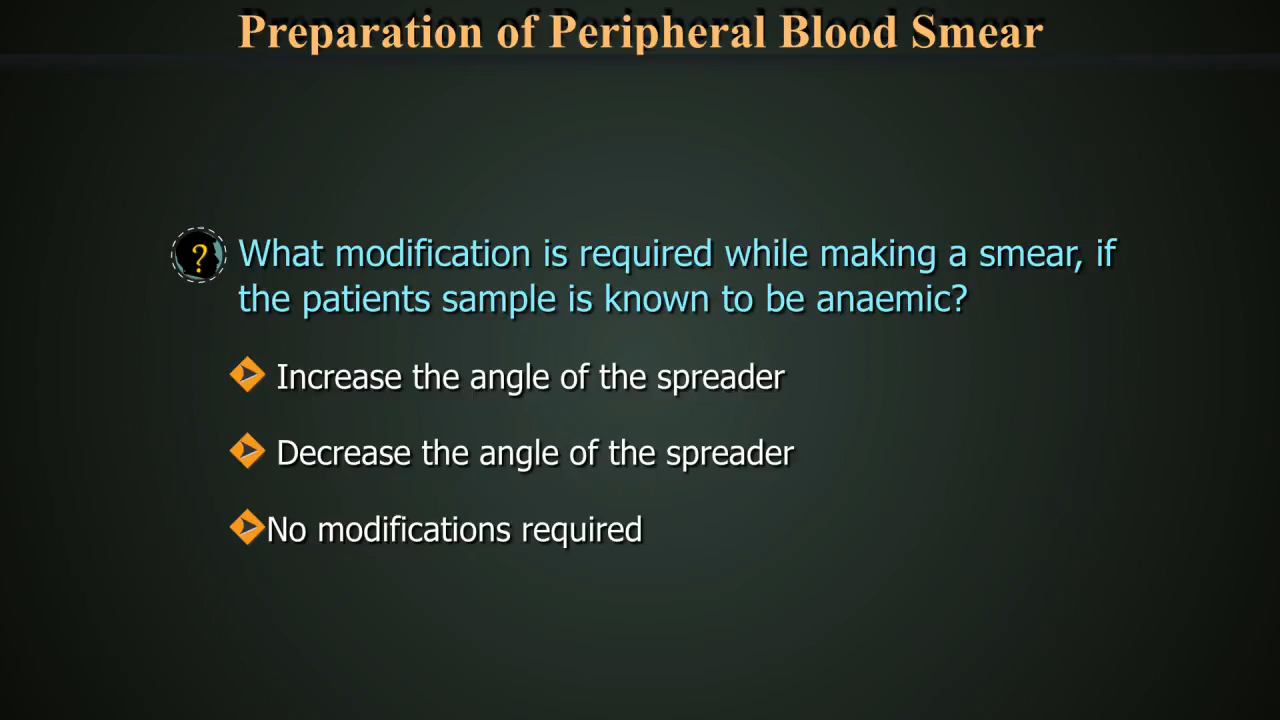 Preparation of Peripheral Blood Smear
? What modification is required while making a smear, if
the patients sample is known to be anaemic?
Increase the angle of the spreader
Decrease the angle of the spreader
No modifications required